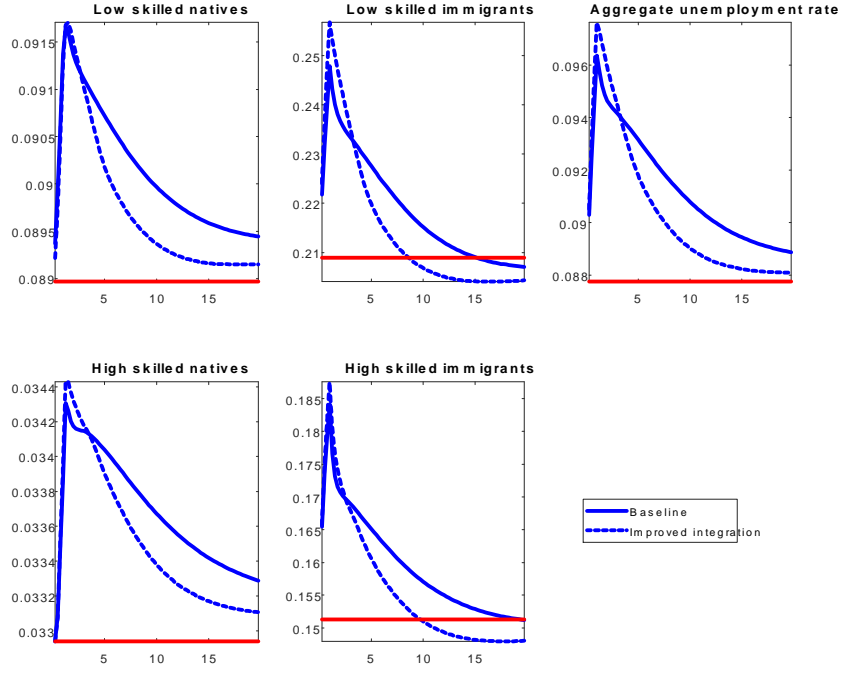 Low skilled natives
Low skilled immigrants
Aggregate unemployment rate
0.0915
0.091
0.0905
0.09
0.0895
0.089
5 10 15
0.25
0.24
0.23
0.22
0.21
5 10 15
0.096
0.094
0.092
0.09
0.088
5 10 15
High skilled natives
High skilled immigrants
0.0344
0.0342
0.034
0.0338
0.0336
0.0334
0.0332
0.033
5 10 15
0.185
0.18
0.175
0.17
0.165
0.16
0.155
0.15
5 10 15
Baseline
Improved integration